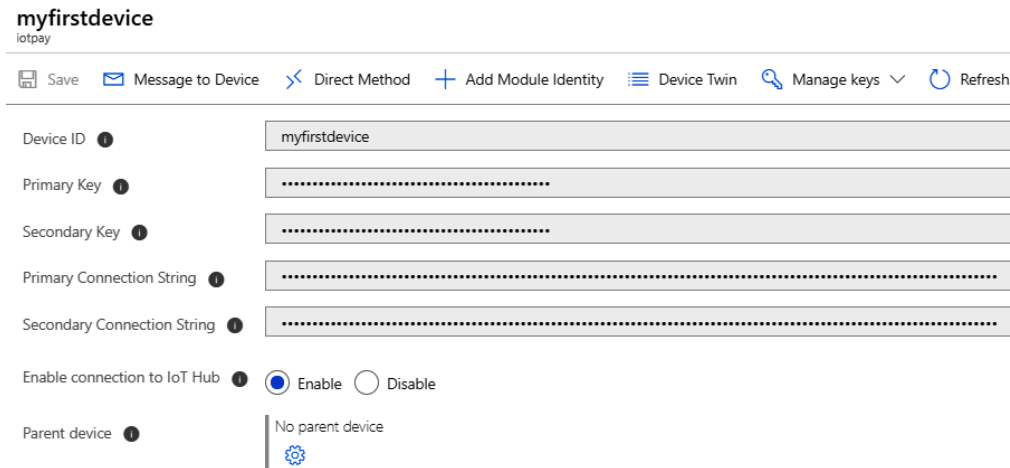 myfirstdevice
iotpay
Save Message to Device Direct Method Add Module Identity Device Twin Manage keys Refresh
Device ID myfirstdevice
Primary Key
Secondary Key
Primary Connection String
Secondary Connection String
Enable connection to IoT Hub Enable Disable
Parent device No parent device